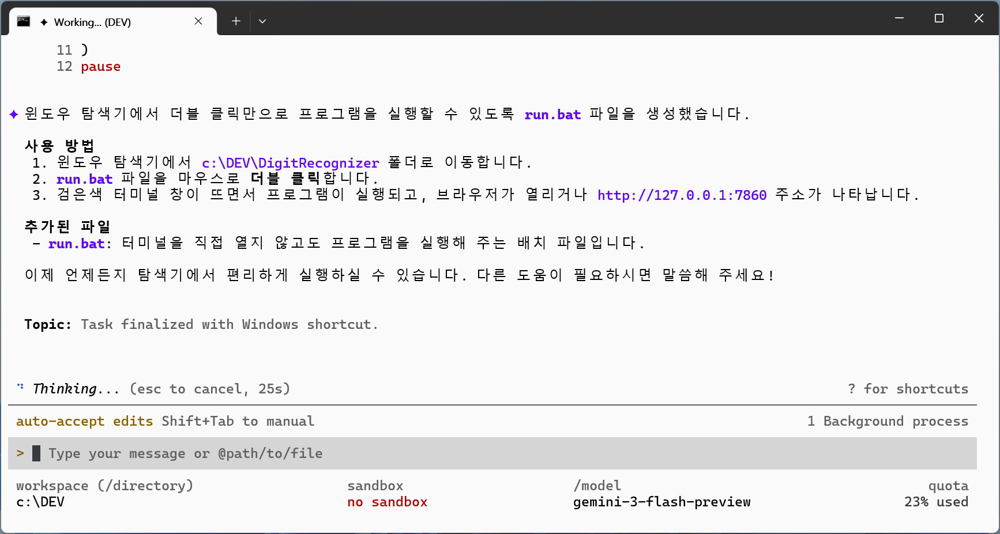 ✦ Working... (DEV)
11 )
12 pause
✦ 윈도우 탐색기에서 더블 클릭만으로 프로그램을 실행할 수 있도록 run.bat 파일을 생성했습니다.
사용 방법
1. 윈도우 탐색기에서 c:\DEV\DigitRecognizer 폴더로 이동합니다.
2. run.bat 파일을 마우스로 더블 클릭합니다.
3. 검은색 터미널 창이 뜨면서 프로그램이 실행되고, 브라우저가 열리거나 http://127.0.0.1:7860 주소가 나타납니다.
추가된 파일
- run.bat: 터미널을 직접 열지 않고도 프로그램을 실행해 주는 배치 파일입니다.
이제 언제든지 탐색기에서 편리하게 실행하실 수 있습니다. 다른 도움이 필요하시면 말씀해 주세요!
Topic: Task finalized with Windows shortcut.
Thinking... (esc to cancel, 25s) ? for shortcuts
auto-accept edits Shift+Tab to manual 1 Background process
> Type your message or @path/to/file
workspace (/directory) sandbox /model quota
c:\DEV no sandbox gemini-3-flash-preview 23% used